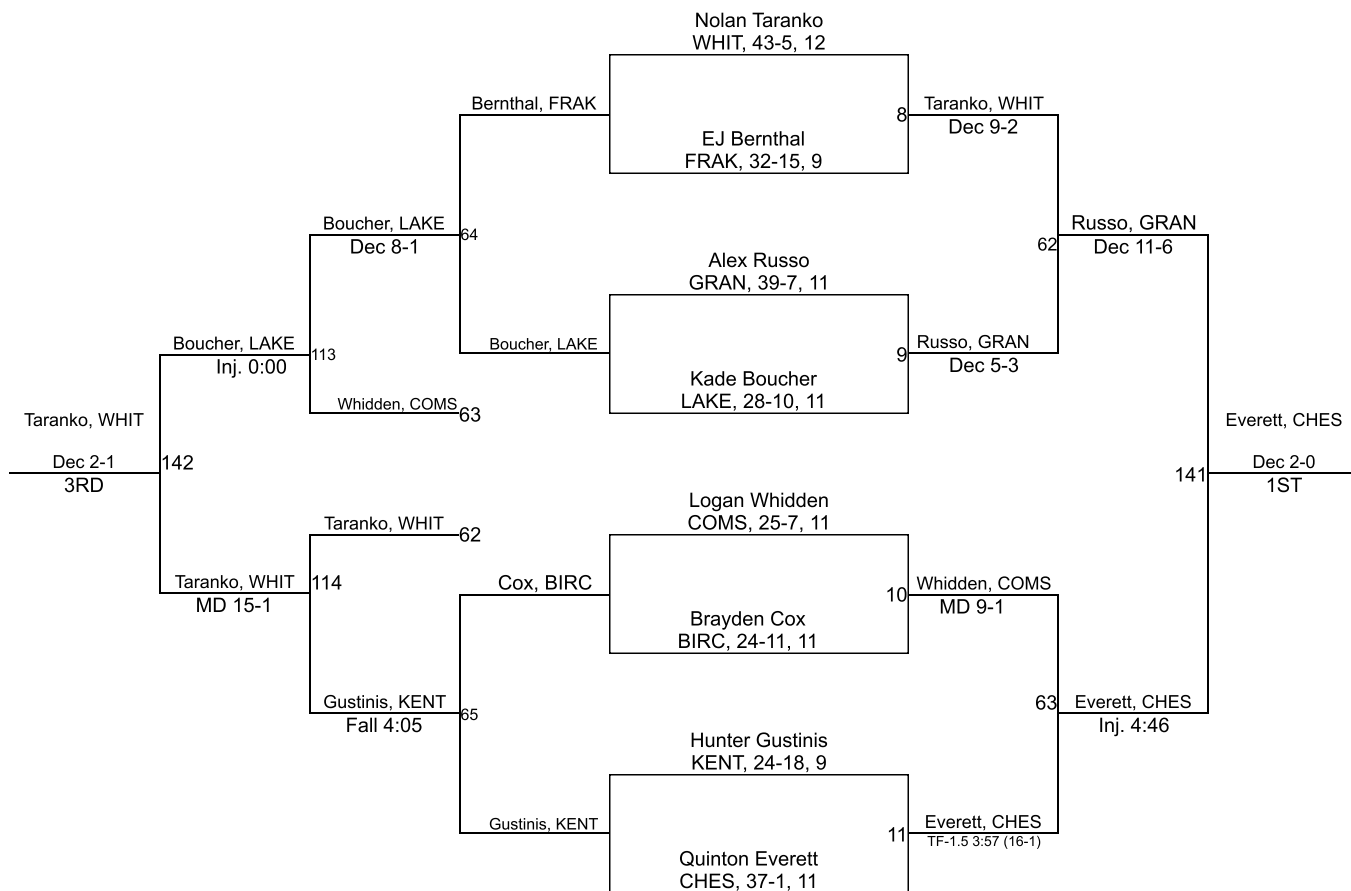 Nolan Taranko
WHIT, 43-5, 12
Bernthal, FRAK
8
Taranko, WHIT
Dec 9-2
EJ Bernthal
FRAK, 32-15, 9
Boucher, LAKE
Dec 8-1
64
62
Russo, GRAN
Dec 11-6
Alex Russo
GRAN, 39-7, 11
Boucher, LAKE
Inj. 0:00
113
Boucher, LAKE
9
Russo, GRAN
Dec 5-3
Kade Boucher
LAKE, 28-10, 11
Whidden, COMS
63
Taranko, WHIT
Dec 2-1
3RD
142
141
Everett, CHES
Dec 2-0
1ST
Logan Whidden
COMS, 25-7, 11
Taranko, WHIT
62
Taranko, WHIT
MD 15-1
114
Cox, BIRC
10
Whidden, COMS
MD 9-1
Brayden Cox
BIRC, 24-11, 11
Gustinis, KENT
Fall 4:05
65
63
Everett, CHES
Inj. 4:46
Hunter Gustinis
KENT, 24-18, 9
Gustinis, KENT
11
Everett, CHES
TF-1.5 3:57 (16-1)
Quinton Everett
CHES, 37-1, 11